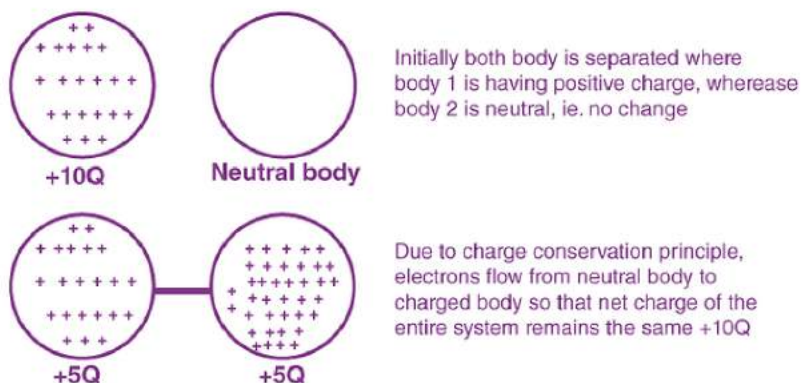 Initially both body is separated where
body 1 is having positive charge, wherease
body 2 is neutral, ie. no change
+10Q
Neutral body
Due to charge conservation principle,
electrons flow from neutral body to
charged body so that net charge of the
entire system remains the same +10Q
+5Q
+5Q